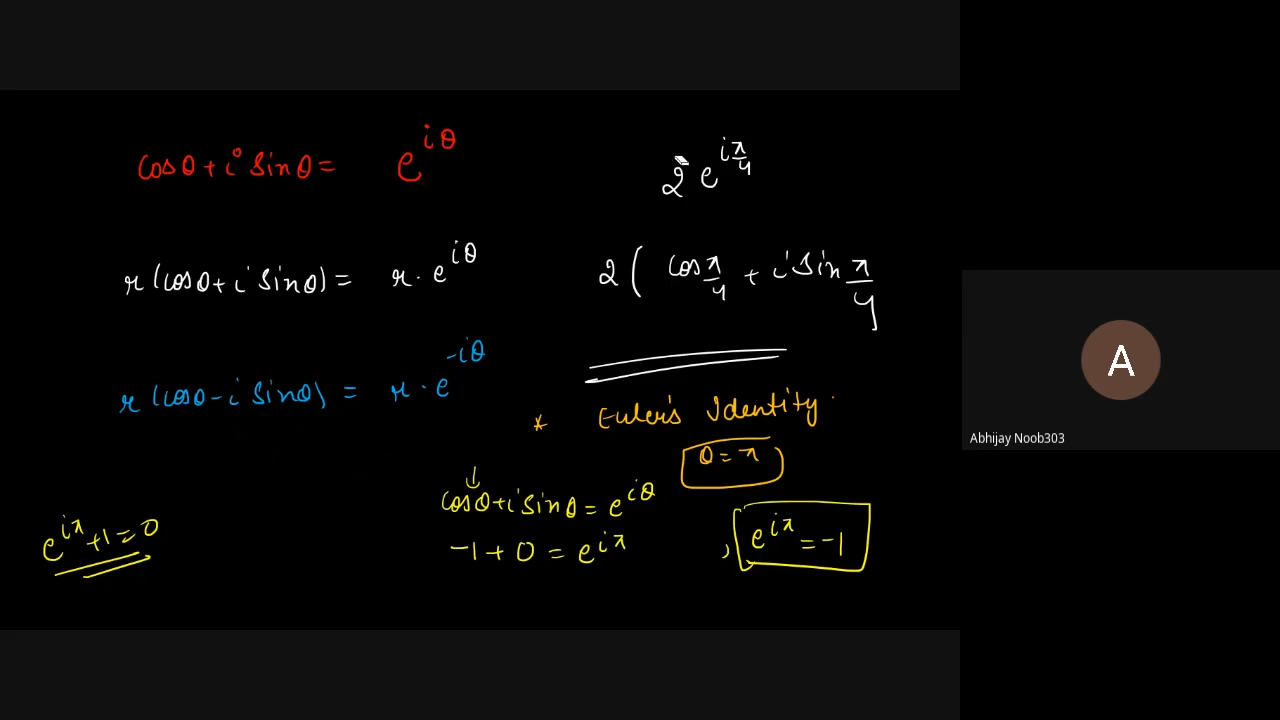 cosθ + i sinθ = e^{iθ}
r(cosθ + i sinθ) = r · e^{iθ}
r(cosθ - i sinθ) = r · e^{-iθ}
2 e^{iπ/4}
2( cos π/4 + i sin π/4 ]
* Euler's Identity.
θ = π
cosθ + i sinθ = e^{iθ}
-1 + 0 = e^{iπ} , e^{iπ} = -1
e^{iπ} + 1 = 0
A
Abhijay Noob303